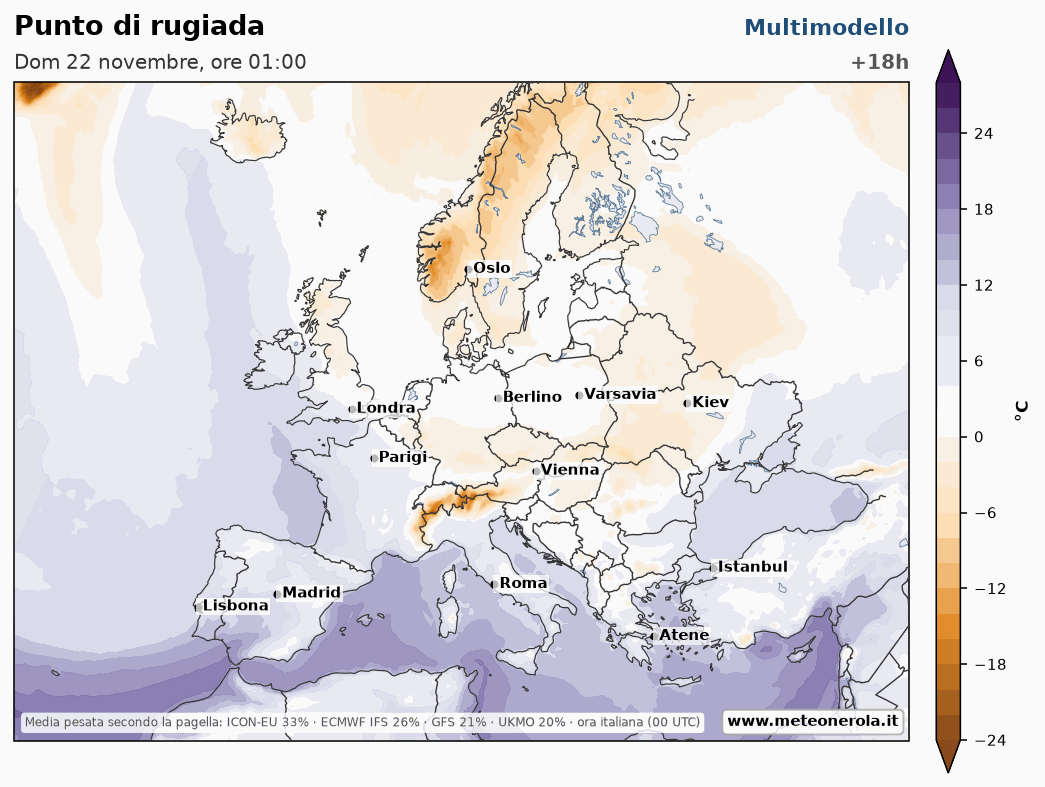 Punto di rugiada
Multimodello
Dom 22 novembre, ore 01:00
+18h
Oslo
Londra
Berlino
Varsavia
Kiev
Parigi
Vienna
Istanbul
Roma
Madrid
Lisbona
Atene
24
18
12
6
0
−6
−12
−18
−24
°C
Media pesata secondo la pagella: ICON-EU 33% · ECMWF IFS 26% · GFS 21% · UKMO 20% · ora italiana (00 UTC)
www.meteonerola.it